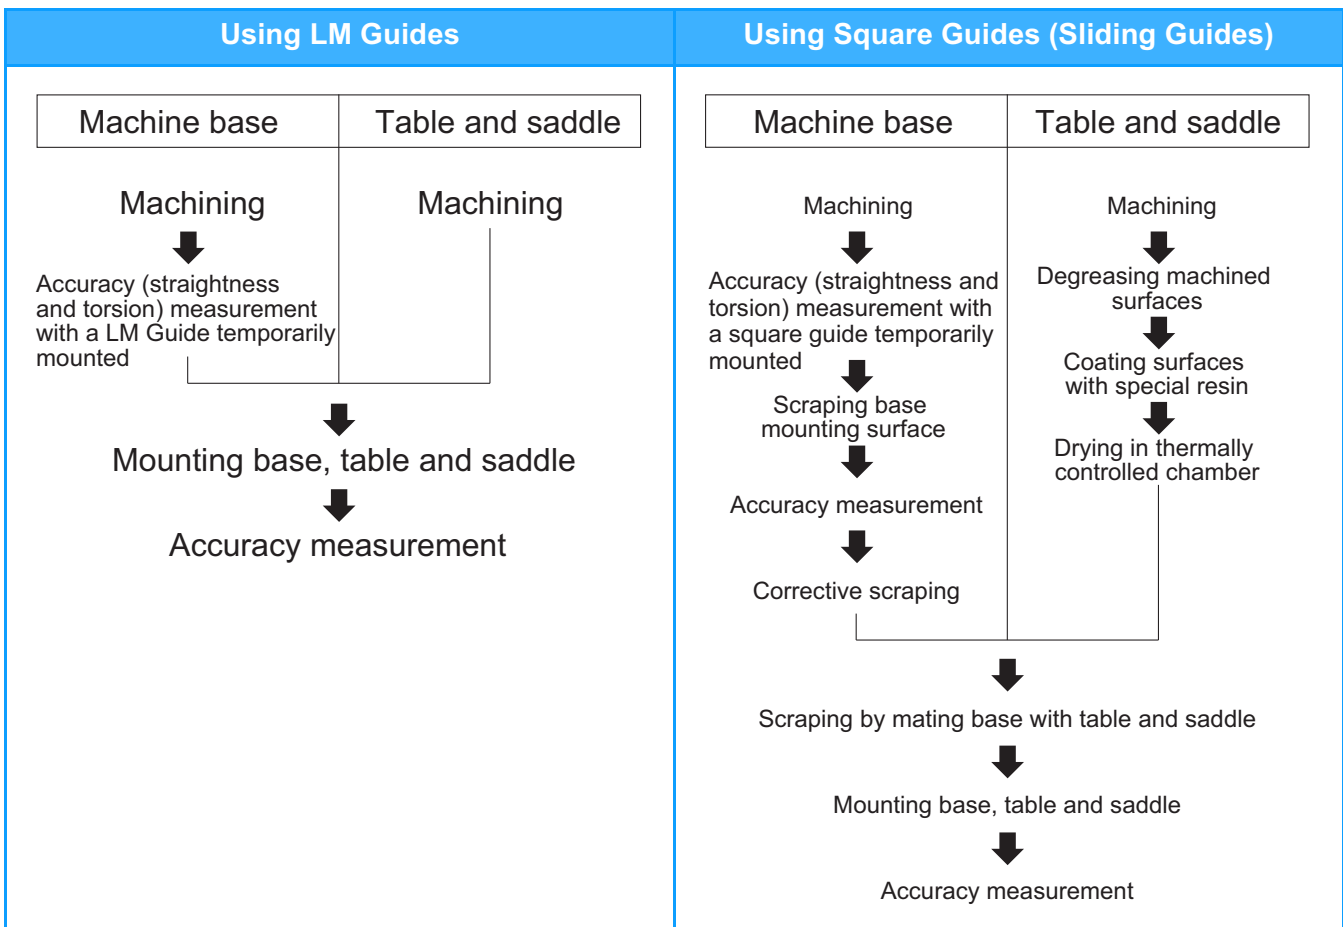 Using LM Guides
Machine base
Table and saddle
Machining
Machining
Accuracy (straightness
and torsion) measurement
with a LM Guide temporarily
mounted
Mounting base, table and saddle
Accuracy measurement
Using Square Guides (Sliding Guides)
Machine base
Table and saddle
Machining
Accuracy (straightness and
torsion) measurement with
a square guide temporarily
mounted
Scraping base
mounting surface
Accuracy measurement
Corrective scraping
Machining
Degreasing machined
surfaces
Coating surfaces
with special resin
Drying in thermally
controlled chamber
Scraping by mating base with table and saddle
Mounting base, table and saddle
Accuracy measurement